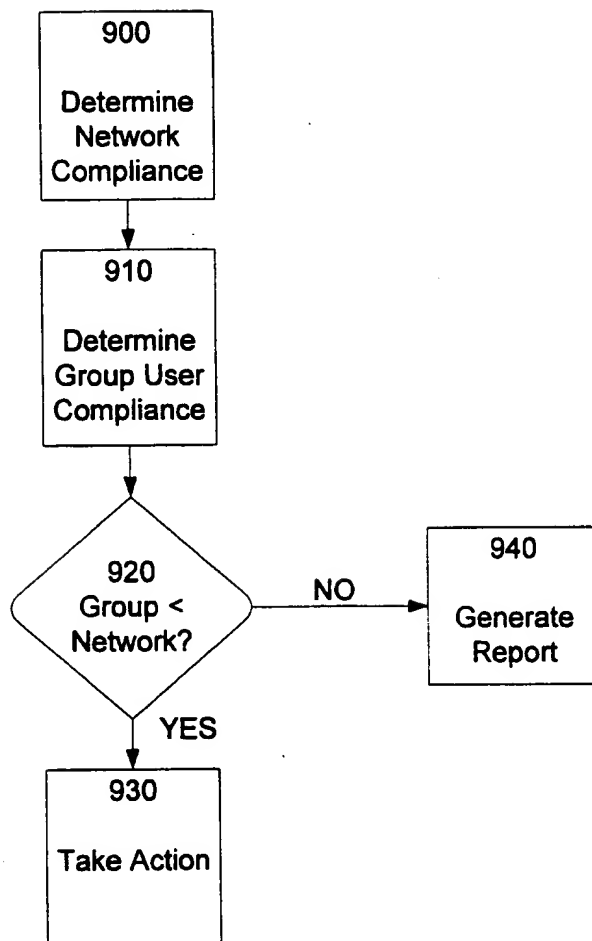 900
Determine
Network
Compliance
910
Determine
Group User
Compliance
920
Group <
Network?
NO
940
Generate
Report
YES
930
Take Action